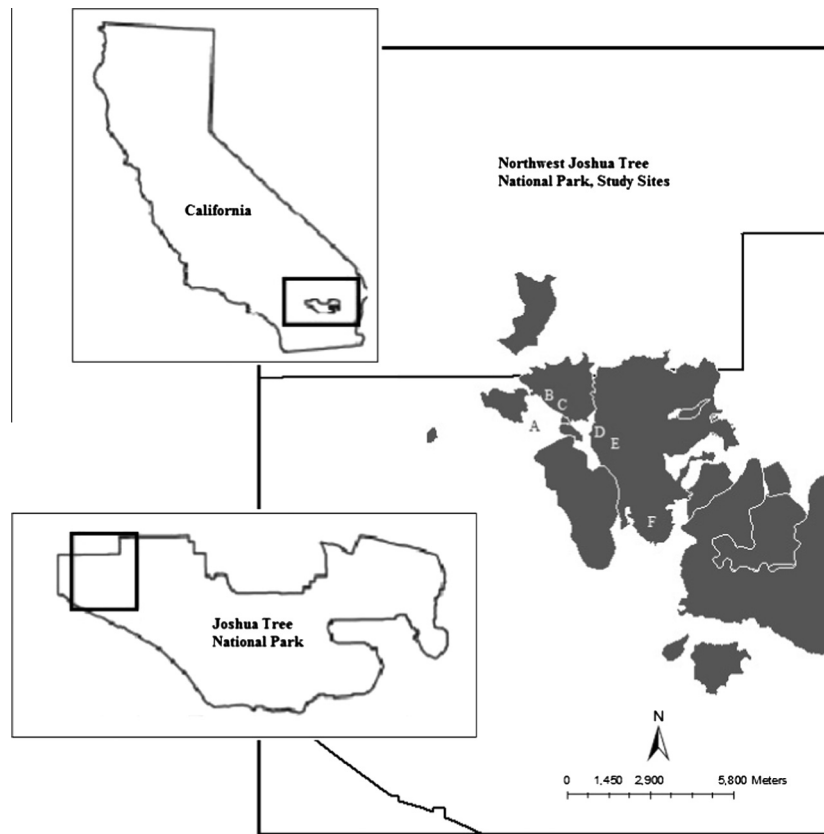 California
Northwest Joshua Tree
National Park, Study Sites
B
C
A
D
E
F
Joshua Tree
National Park
N
0 1,450 2,900 5,800 Meters